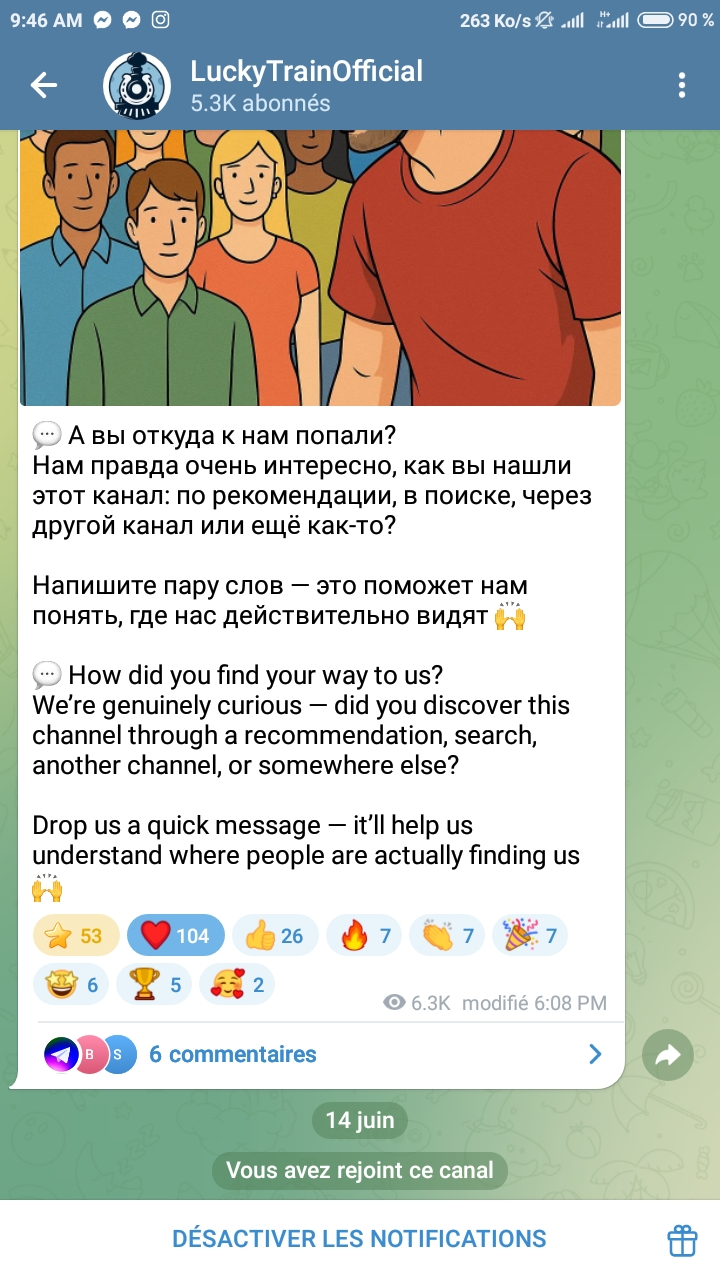 9:46 AM 263 Ko/s H+ 90 %
LuckyTrainOfficial
5.3K abonnés
💬 А вы откуда к нам попали?
Нам правда очень интересно, как вы нашли
этот канал: по рекомендации, в поиске, через
другой канал или ещё как-то?
Напишите пару слов — это поможет нам
понять, где нас действительно видят 🙌
💬 How did you find your way to us?
We’re genuinely curious — did you discover this
channel through a recommendation, search,
another channel, or somewhere else?
Drop us a quick message — it’ll help us
understand where people are actually finding us
🙌
⭐ 53 ❤️ 104 👍 26 🔥 7 👏 7 🎉 7
🤩 6 🏆 5 🥰 2
6.3K modifié 6:08 PM
B S 6 commentaires
14 juin
Vous avez rejoint ce canal
DÉSACTIVER LES NOTIFICATIONS